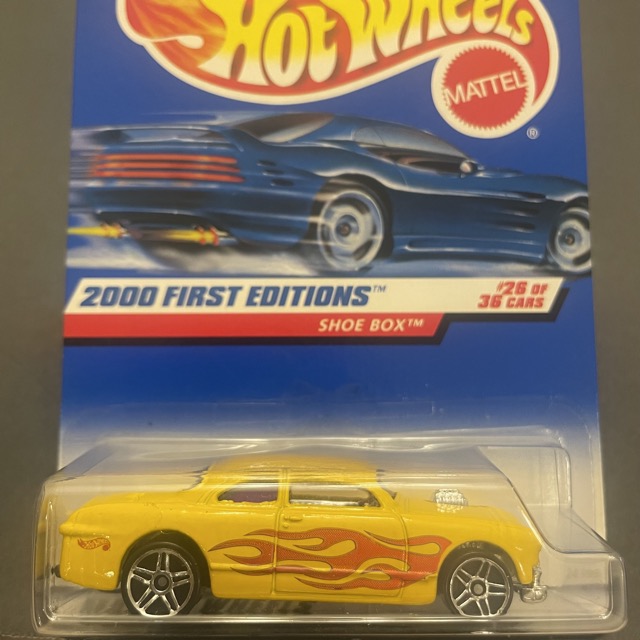 Hot Wheels
MATTEL
®
2000 FIRST EDITIONS™
#26 OF
36 CARS
SHOE BOX™